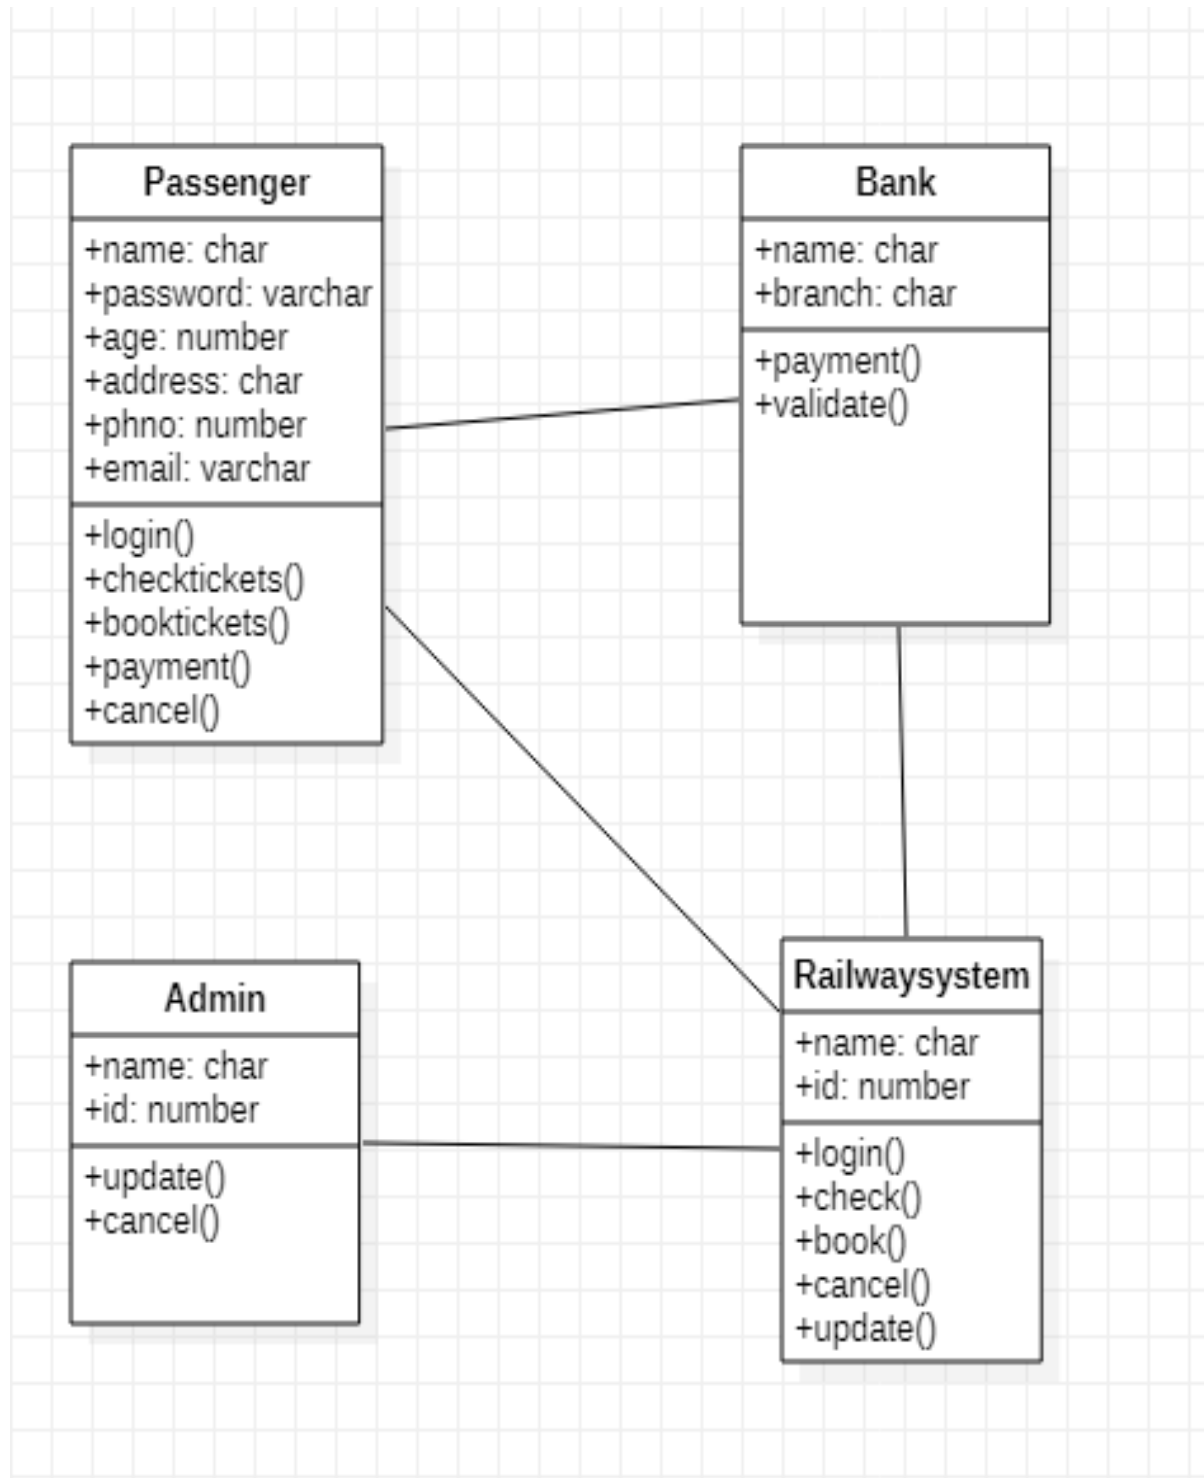 Passenger
+name: char
+password: varchar
+age: number
+address: char
+phno: number
+email: varchar
+login()
+checktickets()
+booktickets()
+payment()
+cancel()
Bank
+name: char
+branch: char
+payment()
+validate()
Admin
+name: char
+id: number
+update()
+cancel()
Railwaysystem
+name: char
+id: number
+login()
+check()
+book()
+cancel()
+update()